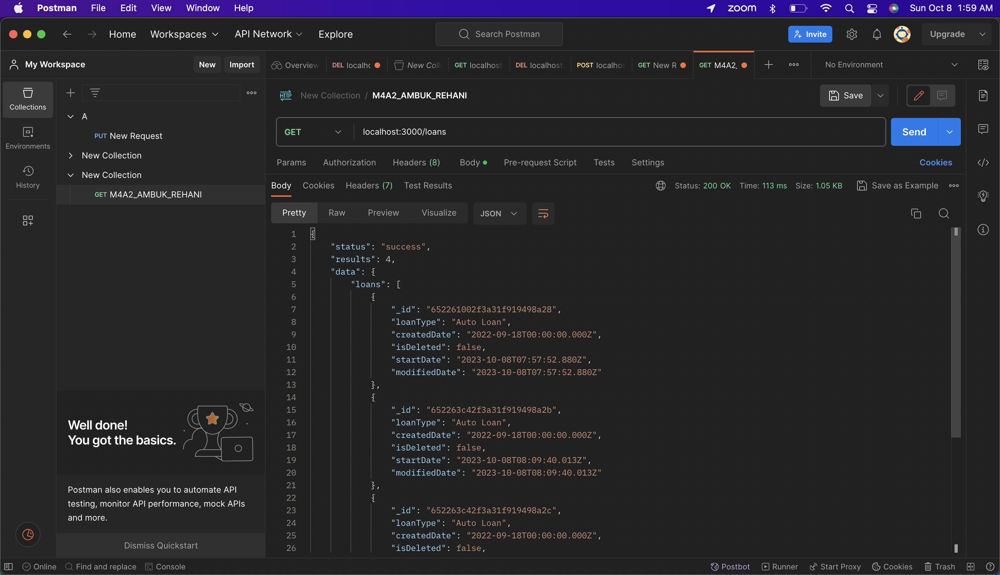 Postman File Edit View Window Help zoom Sun Oct 8 1:59 AM
Home Workspaces API Network Explore Search Postman Invite Upgrade
My Workspace New Import Overview DEL localhc New Colle GET localhost DEL localhost: POST localhos GET New R GET M4A2_ No Environment
HTTP New Collection / M4A2_AMBUK_REHANI Save
Collections
A
GET localhost:3000/loans Send
PUT New Request
Environments
New Collection
Params Authorization Headers (8) Body Pre-request Script Tests Settings Cookies
New Collection
History
Body Cookies Headers (7) Test Results Status: 200 OK Time: 113 ms Size: 1.05 KB Save as Example
GET M4A2_AMBUK_REHANI
Pretty Raw Preview Visualize JSON
1 {
2 "status": "success",
3 "results": 4,
4 "data": {
5 "loans": [
6 {
7 "_id": "652261002f3a31f919498a28",
8 "loanType": "Auto Loan",
9 "createdDate": "2022-09-18T00:00:00.000Z",
10 "isDeleted": false,
11 "startDate": "2023-10-08T07:57:52.880Z",
12 "modifiedDate": "2023-10-08T07:57:52.880Z"
13 },
14 {
15 "_id": "652263c42f3a31f919498a2b",
16 "loanType": "Auto Loan",
17 "createdDate": "2022-09-18T00:00:00.000Z",
18 "isDeleted": false,
19 "startDate": "2023-10-08T08:09:40.013Z",
20 "modifiedDate": "2023-10-08T08:09:40.013Z"
21 },
22 {
23 "_id": "652263c42f3a31f919498a2c",
24 "loanType": "Auto Loan",
25 "createdDate": "2022-09-18T00:00:00.000Z",
26 "isDeleted": false,
Well done!
You got the basics.
Postman also enables you to automate API
testing, monitor API performance, mock APIs
and more.
Dismiss Quickstart
Online Find and replace Console Postbot Runner Start Proxy Cookies Trash